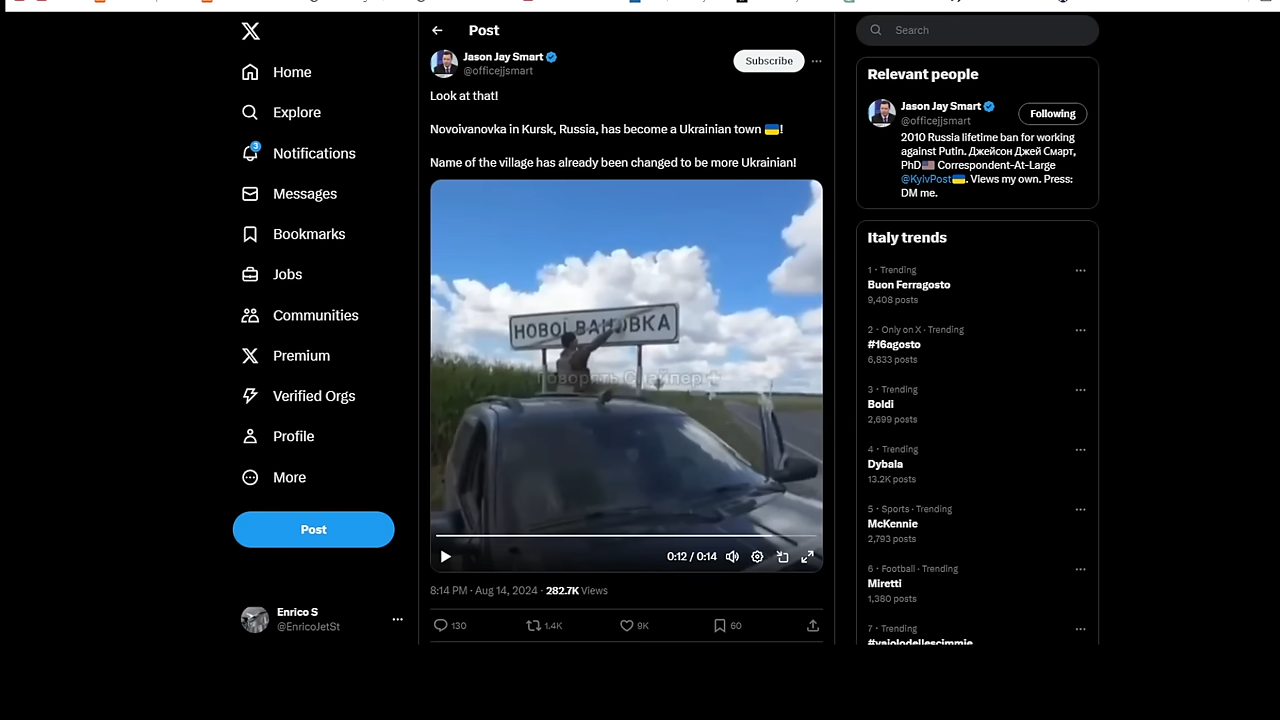 Post
Home
Explore
3
Notifications
Messages
Bookmarks
Jobs
Communities
Premium
Verified Orgs
Profile
More
Post
Enrico S
@EnricoJetSt
Jason Jay Smart
@officejjsmart
Subscribe
Look at that!
Novoivanovka in Kursk, Russia, has become a Ukrainian town 🇺🇦!
Name of the village has already been changed to be more Ukrainian!
НОВОЇВАНОВКА
говорять Снайпер
0:12 / 0:14
8:14 PM · Aug 14, 2024 · 282.7K Views
130
1.4K
9K
60
Search
Relevant people
Jason Jay Smart
@officejjsmart
Following
2010 Russia lifetime ban for working
against Putin. Джейсон Джей Смарт,
PhD🇺🇸 Correspondent-At-Large
@KyivPost🇺🇦. Views my own. Press:
DM me.
Italy trends
1 · Trending
Buon Ferragosto
9,408 posts
2 · Only on X · Trending
#16agosto
6,833 posts
3 · Trending
Boldi
2,699 posts
4 · Trending
Dybala
13.2K posts
5 · Sports · Trending
McKennie
2,793 posts
6 · Football · Trending
Miretti
1,380 posts
7 · Trending
#vaiolodellescimmie